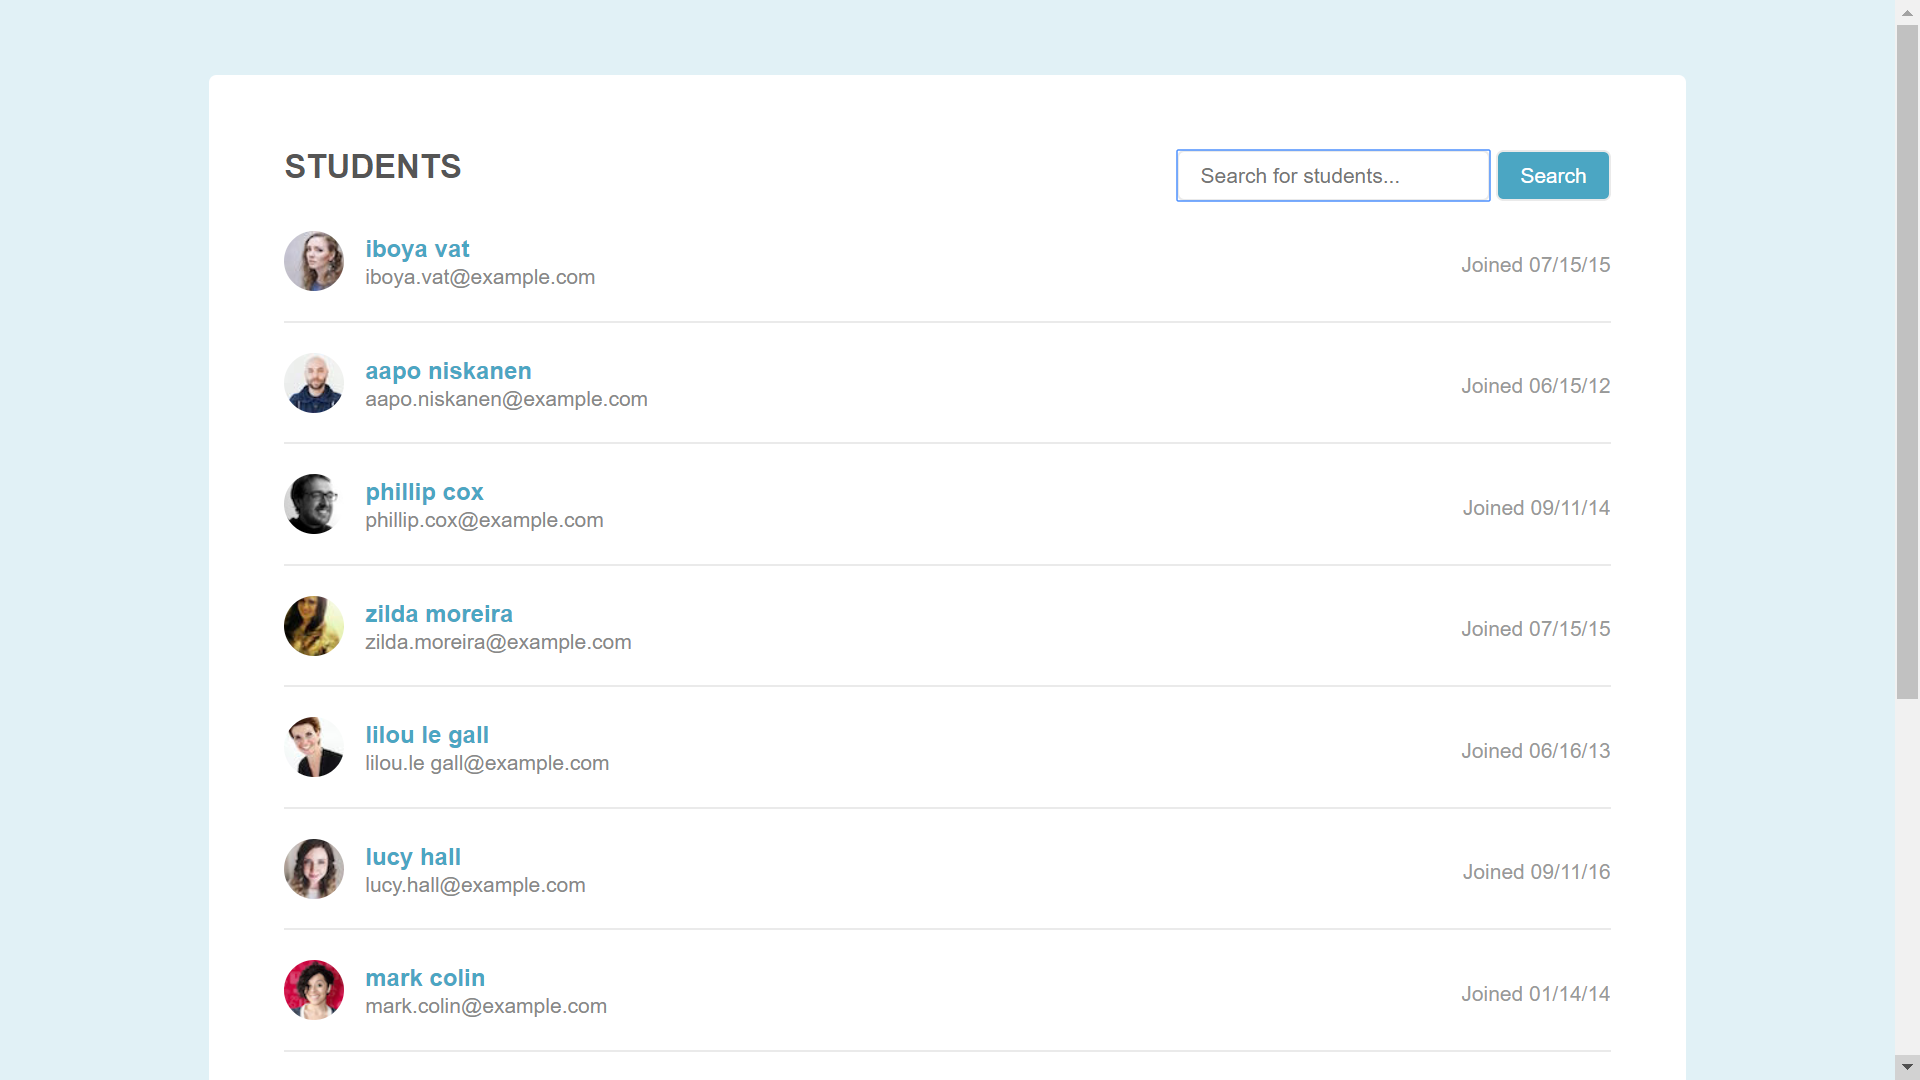 STUDENTS
Search for students...
Search
iboya vat
iboya.vat@example.com
Joined 07/15/15
aapo niskanen
aapo.niskanen@example.com
Joined 06/15/12
phillip cox
phillip.cox@example.com
Joined 09/11/14
zilda moreira
zilda.moreira@example.com
Joined 07/15/15
lilou le gall
lilou.le gall@example.com
Joined 06/16/13
lucy hall
lucy.hall@example.com
Joined 09/11/16
mark colin
mark.colin@example.com
Joined 01/14/14